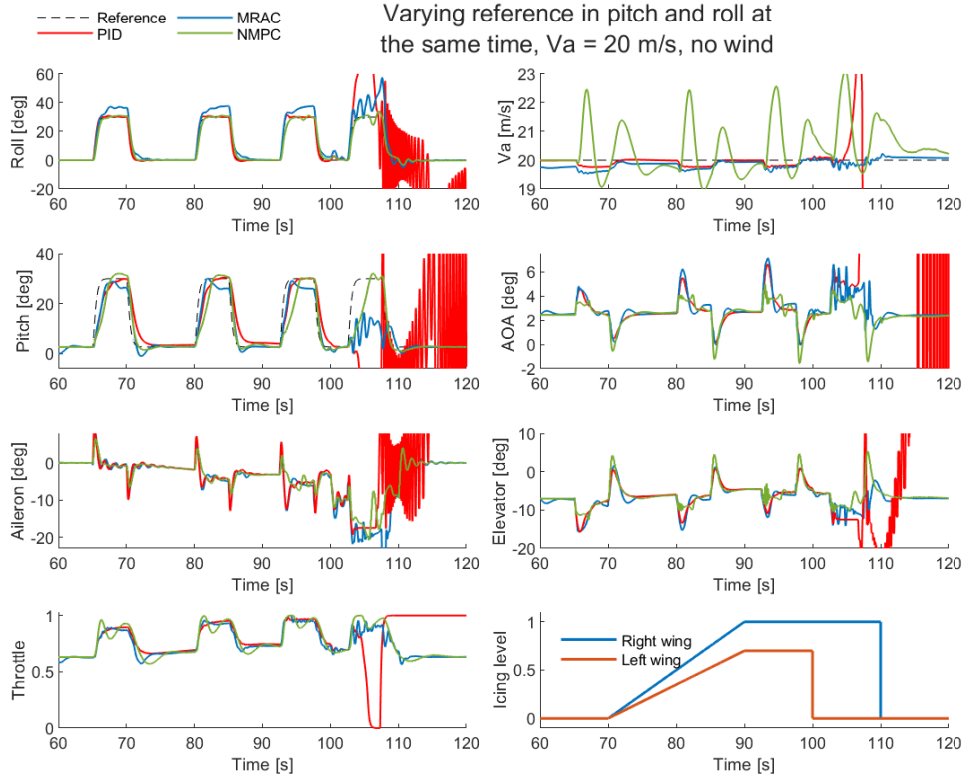 Reference
MRAC
PID
NMPC
Varying reference in pitch and roll at
the same time, Va = 20 m/s, no wind
60
40
20
0
-20
Roll [deg]
60 70 80 90 100 110 120
Time [s]
23
22
21
20
19
Va [m/s]
60 70 80 90 100 110 120
Time [s]
40
20
0
Pitch [deg]
60 70 80 90 100 110 120
Time [s]
6
4
2
0
-2
AOA [deg]
60 70 80 90 100 110 120
Time [s]
0
-10
-20
Aileron [deg]
60 70 80 90 100 110 120
Time [s]
10
0
-10
-20
Elevator [deg]
60 70 80 90 100 110 120
Time [s]
1
0.5
0
Throttle
60 70 80 90 100 110 120
Time [s]
1
0.5
0
Icing level
Right wing
Left wing
60 70 80 90 100 110 120
Time [s]